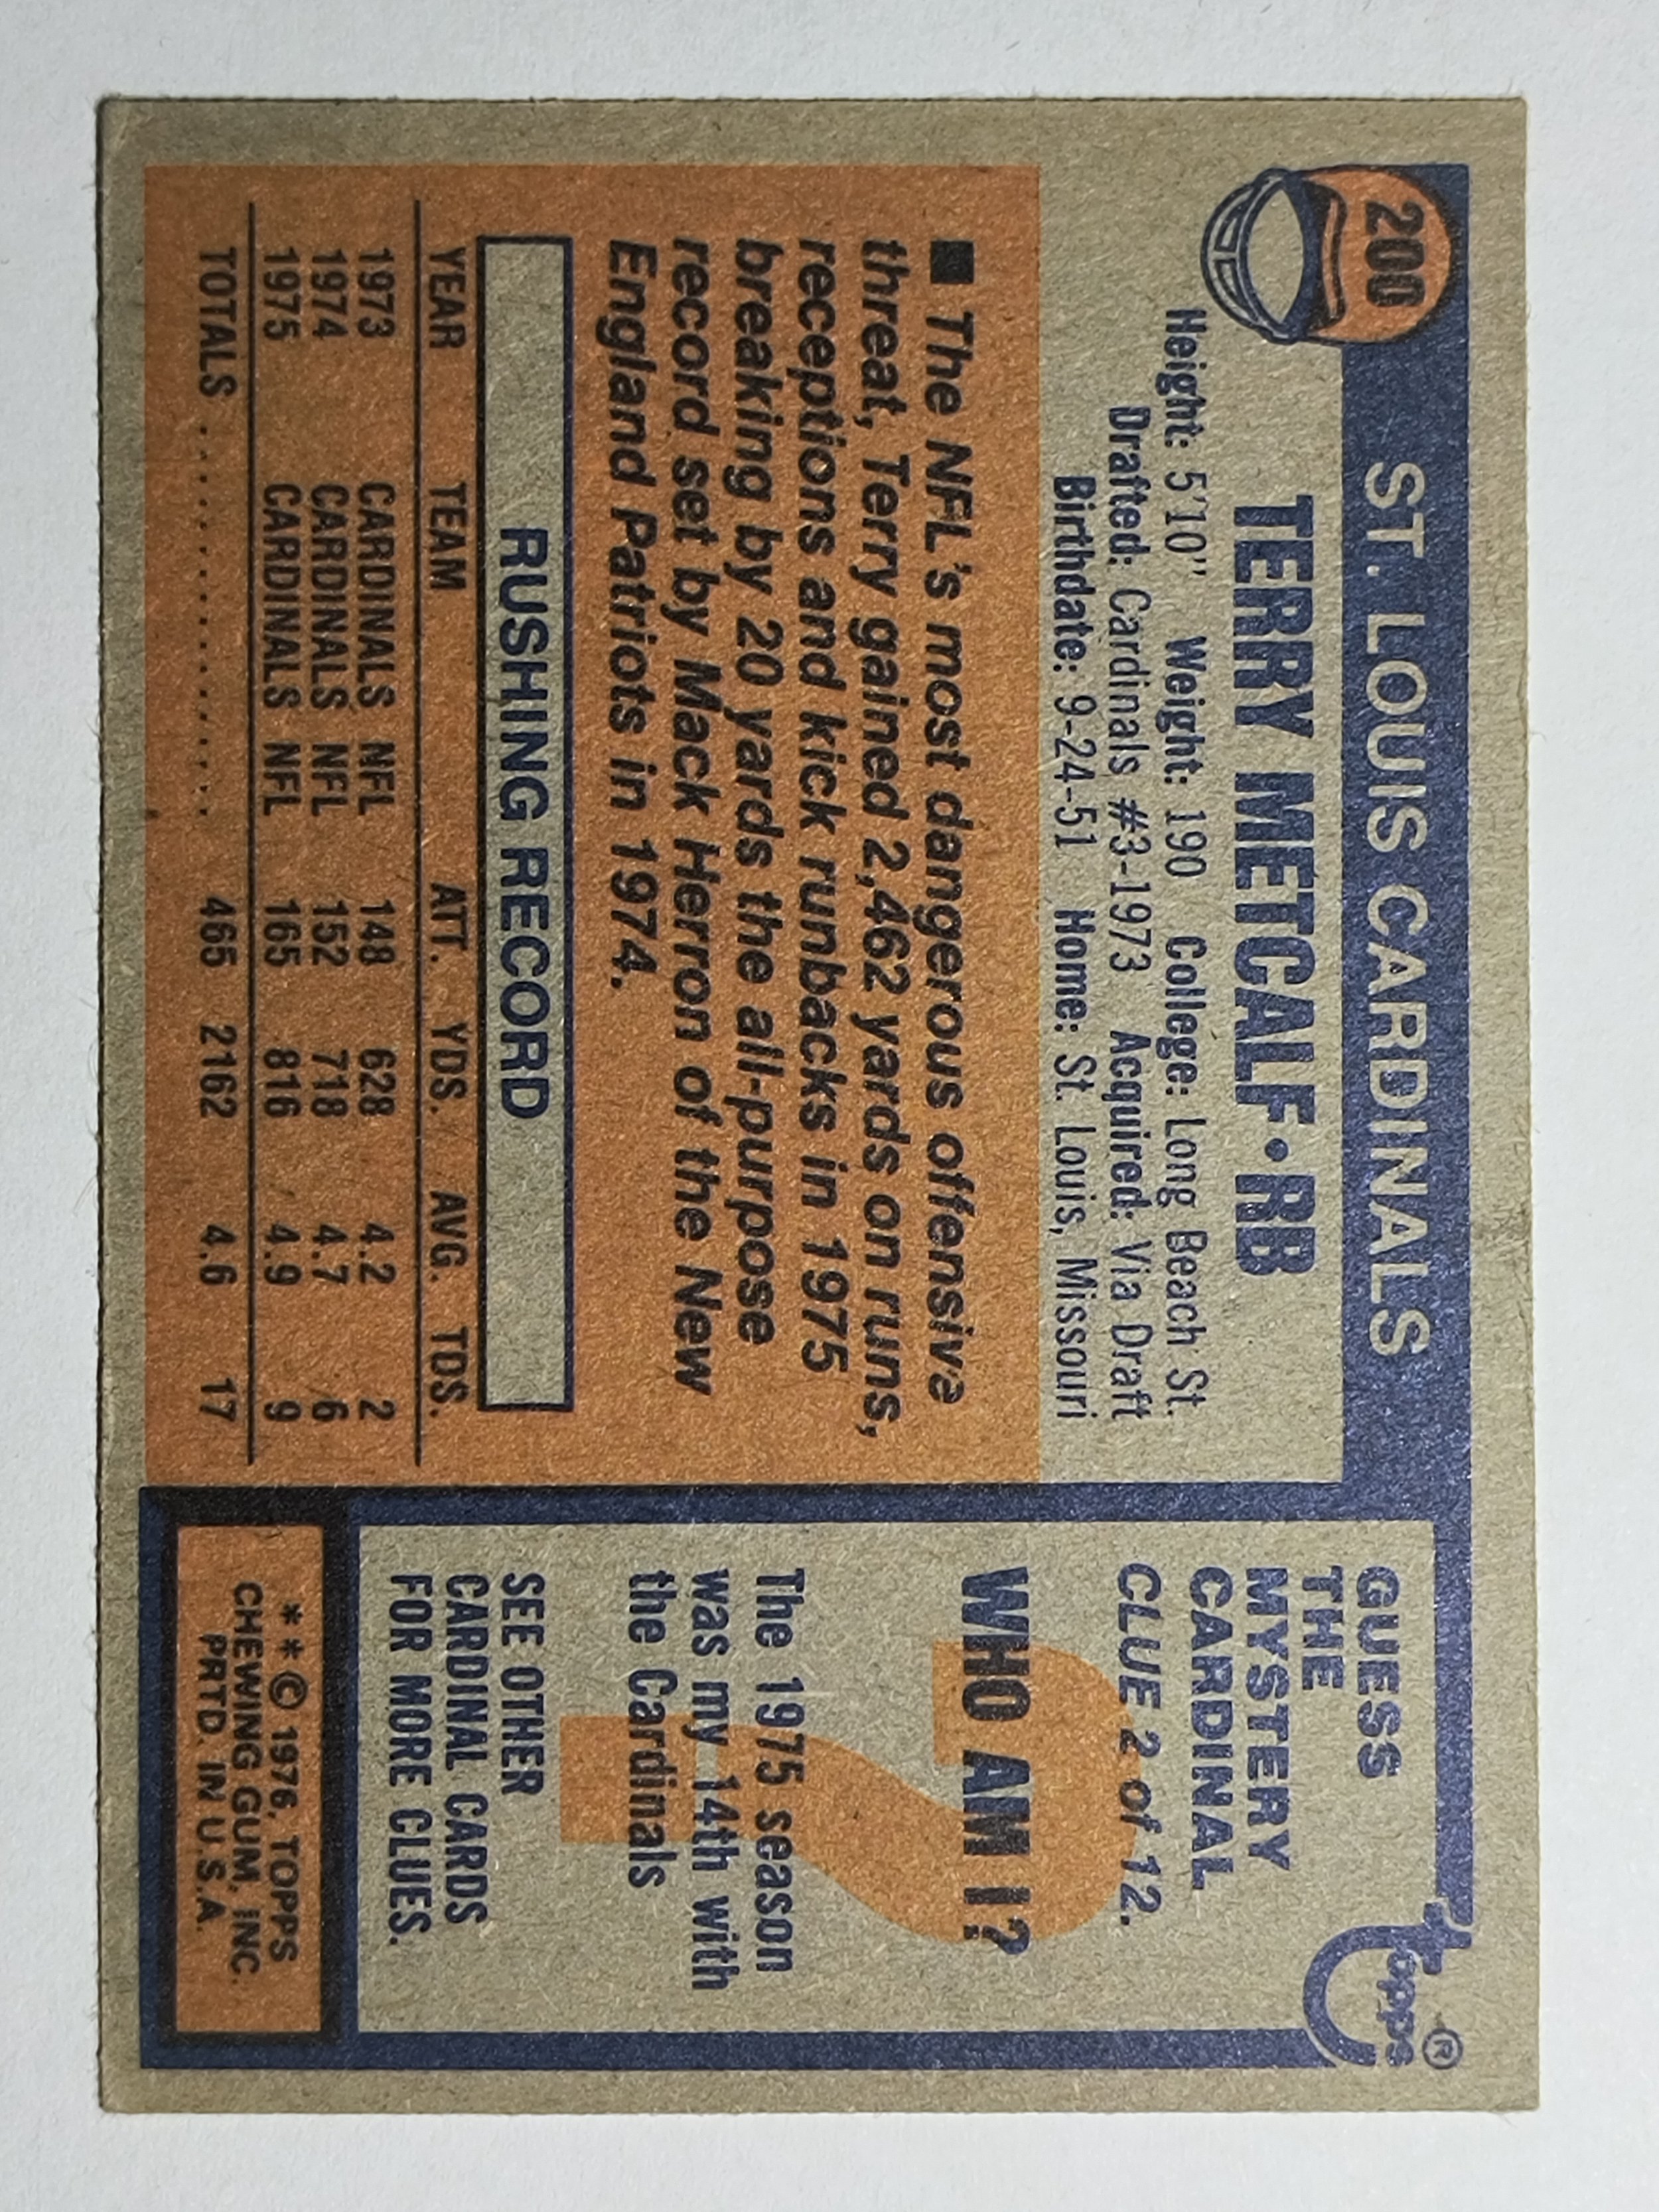 200
ST. LOUIS CARDINALS
TERRY METCALF • RB
Height: 5'10" Weight: 190 College: Long Beach St.
Drafted: Cardinals #3-1973 Acquired: Via Draft
Birthdate: 9-24-51 Home: St. Louis, Missouri
■ The NFL's most dangerous offensive
threat, Terry gained 2,462 yards on runs,
receptions and kick runbacks in 1975
breaking by 20 yards the all-purpose
record set by Mack Herron of the New
England Patriots in 1974.
RUSHING RECORD
YEAR TEAM ATT. YDS. AVG. TDS.
1973 CARDINALS NFL 148 628 4.2 2
1974 CARDINALS NFL 152 718 4.7 6
1975 CARDINALS NFL 165 816 4.9 9
TOTALS .................. 465 2162 4.6 17
topps®
GUESS
THE
MYSTERY
CARDINAL
CLUE 2 of 12.
WHO AM I?
The 1975 season
was my 14th with
the Cardinals
SEE OTHER
CARDINAL CARDS
FOR MORE CLUES.
**© 1976, TOPPS
CHEWING GUM, INC.
PRTD. IN U.S.A.